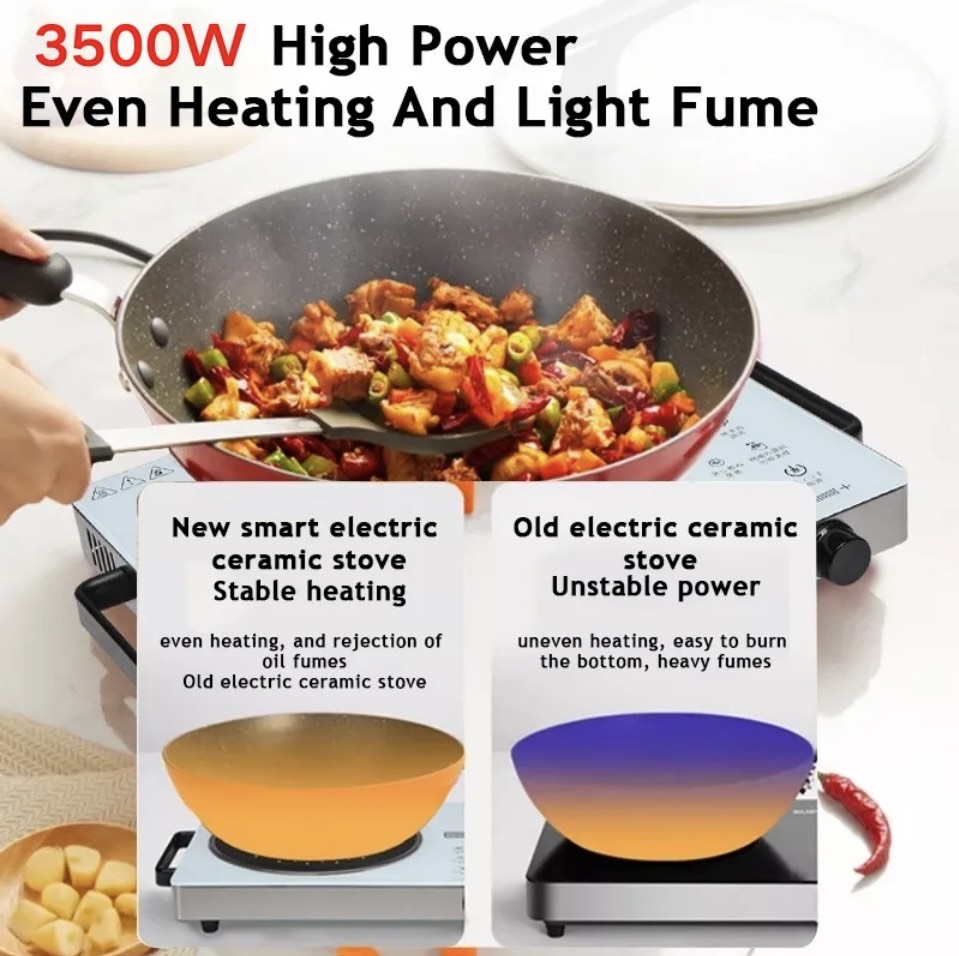 3500W High Power
Even Heating And Light Fume
New smart electric
ceramic stove
Stable heating
even heating, and rejection of
oil fumes
Old electric ceramic stove
Old electric ceramic
stove
Unstable power
uneven heating, easy to burn
the bottom, heavy fumes